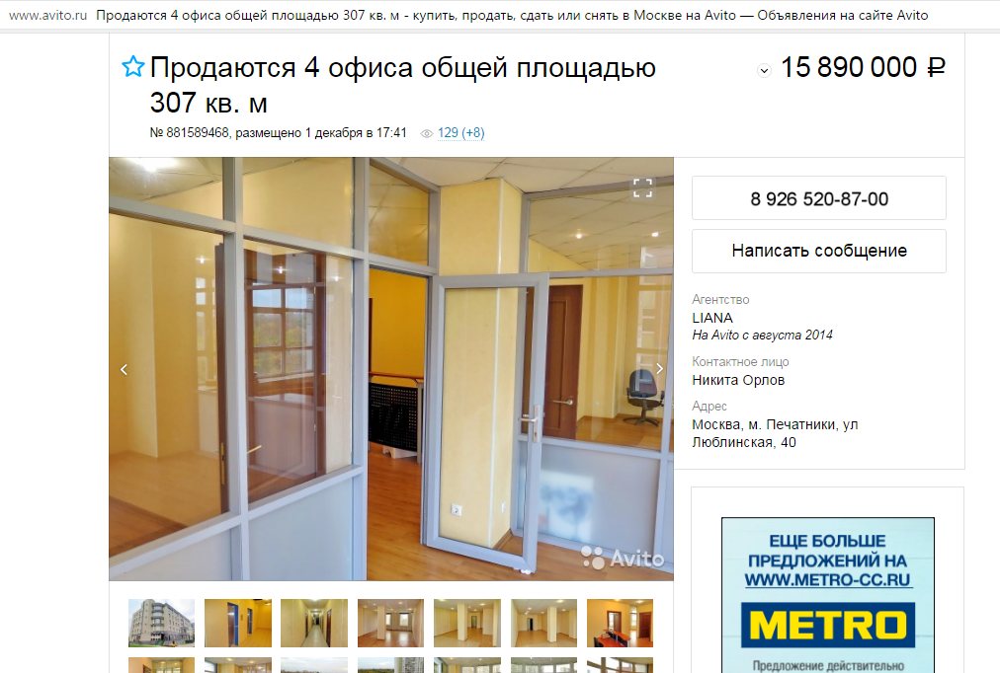 www.avito.ru Продаются 4 офиса общей площадью 307 кв. м - купить, продать, сдать или снять в Москве на Avito — Объявления на сайте Avito
Продаются 4 офиса общей площадью
307 кв. м
15 890 000 ₽
№ 881589468, размещено 1 декабря в 17:41 129 (+8)
8 926 520-87-00
Написать сообщение
Агентство
LIANA
На Avito с августа 2014
Контактное лицо
Никита Орлов
Адрес
Москва, м. Печатники, ул
Люблинская, 40
Avito
ЕЩЕ БОЛЬШЕ
ПРЕДЛОЖЕНИЙ НА
WWW.METRO-CC.RU
METRO
Предложение действительно